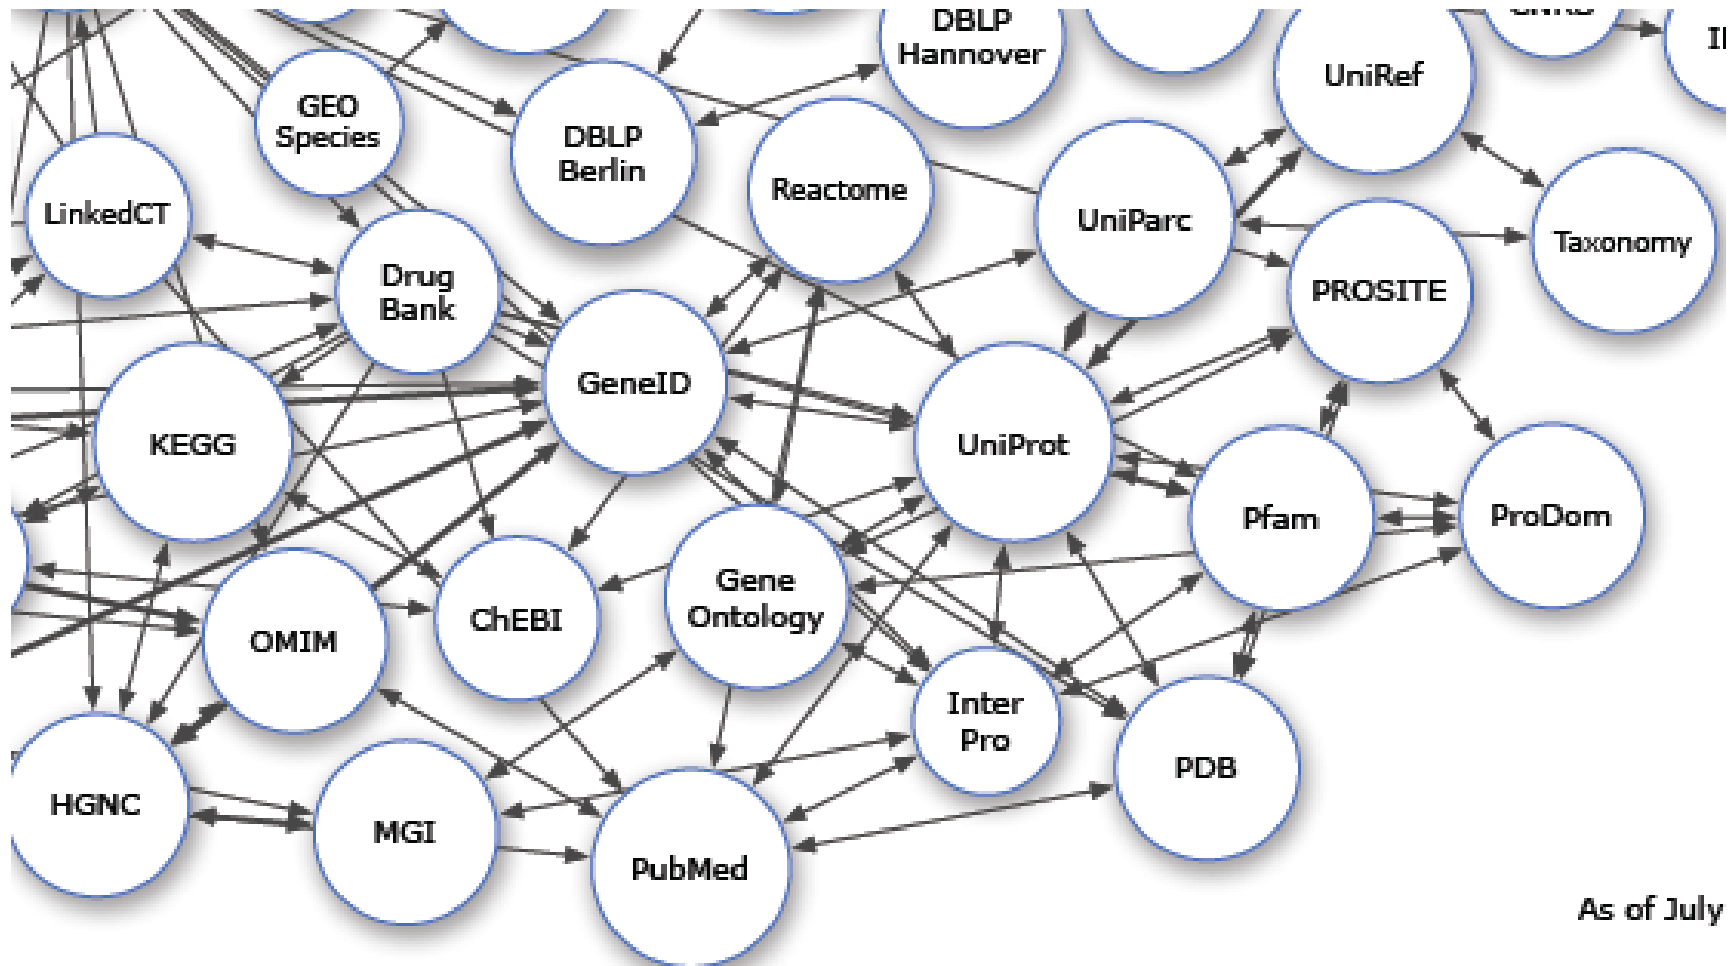 DBLP
Hannover
UniRef
GEO
Species
DBLP
Berlin
Reactome
LinkedCT
UniParc
Taxonomy
Drug
Bank
PROSITE
GeneID
KEGG
UniProt
Pfam
ProDom
Gene
Ontology
ChEBI
OMIM
Inter
Pro
PDB
HGNC
MGI
PubMed
As of July